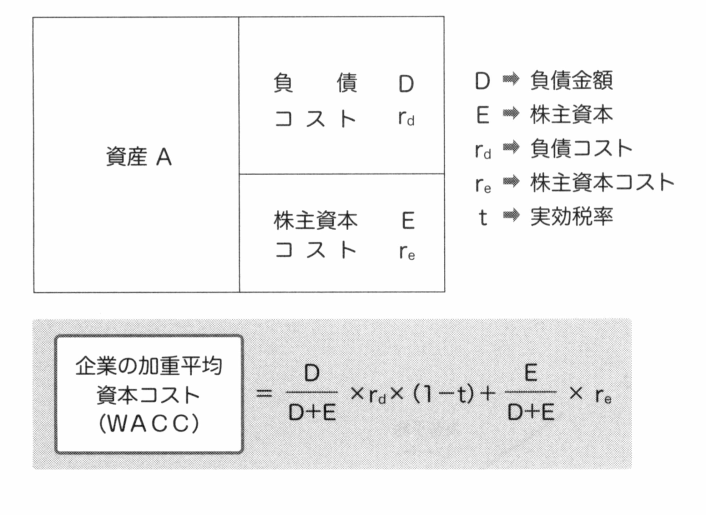 資産 A
負　債　D
コスト　rd
株主資本　E
コスト　re
D ➡ 負債金額
E ➡ 株主資本
rd ➡ 負債コスト
re ➡ 株主資本コスト
t ➡ 実効税率
企業の加重平均
資本コスト
(WACC)
= D/D+E ×rd×(1−t)+ E/D+E × re